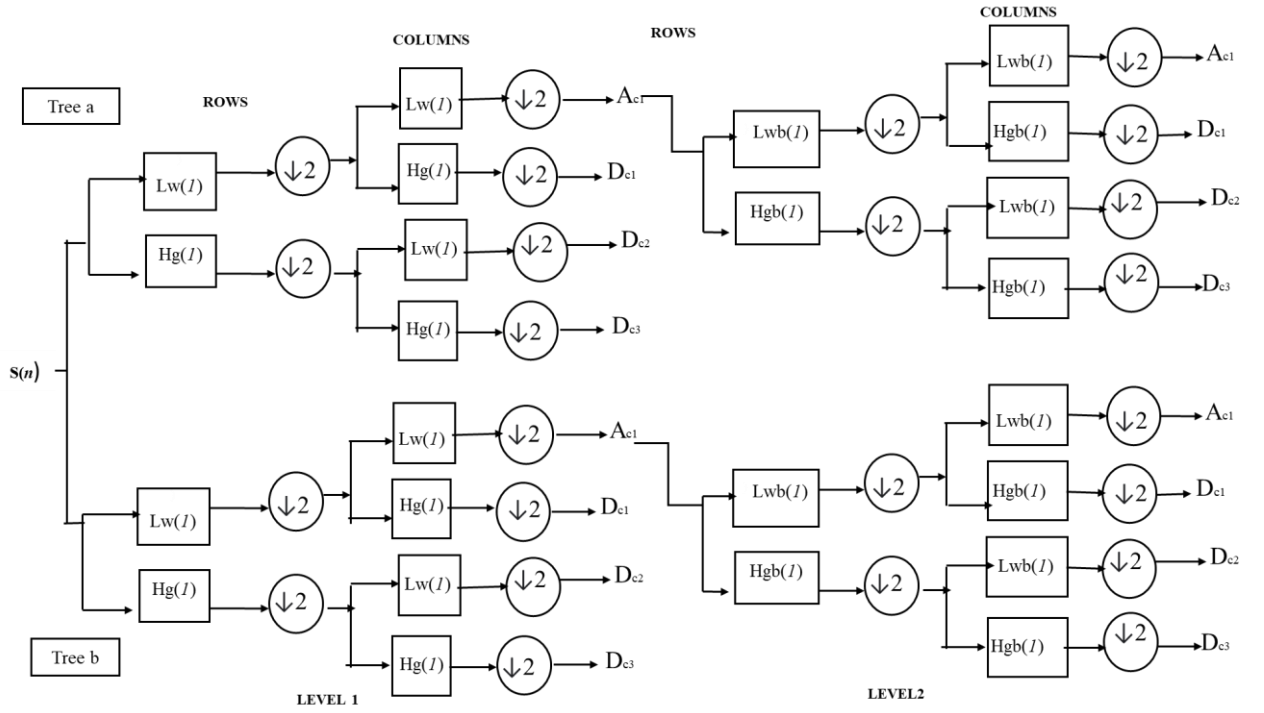 COLUMNS
ROWS
COLUMNS
Tree a
ROWS
Lw(1)
↓2
Ac1
Lwb(1)
↓2
Ac1
Lwb(1)
↓2
Hgb(1)
↓2
Dc1
Lw(1)
↓2
Hg(1)
↓2
Dc1
Hgb(1)
↓2
Lwb(1)
↓2
Dc2
Hg(1)
↓2
Lw(1)
↓2
Dc2
Hgb(1)
↓2
Dc3
Hg(1)
↓2
Dc3
S(n)
Lw(1)
↓2
Ac1
Lwb(1)
↓2
Ac1
Lw(1)
↓2
Hg(1)
↓2
Dc1
Lwb(1)
↓2
Hgb(1)
↓2
Dc1
Hg(1)
↓2
Lw(1)
↓2
Dc2
Hgb(1)
↓2
Lwb(1)
↓2
Dc2
Tree b
Hg(1)
↓2
Dc3
Hgb(1)
↓2
Dc3
LEVEL 1
LEVEL2